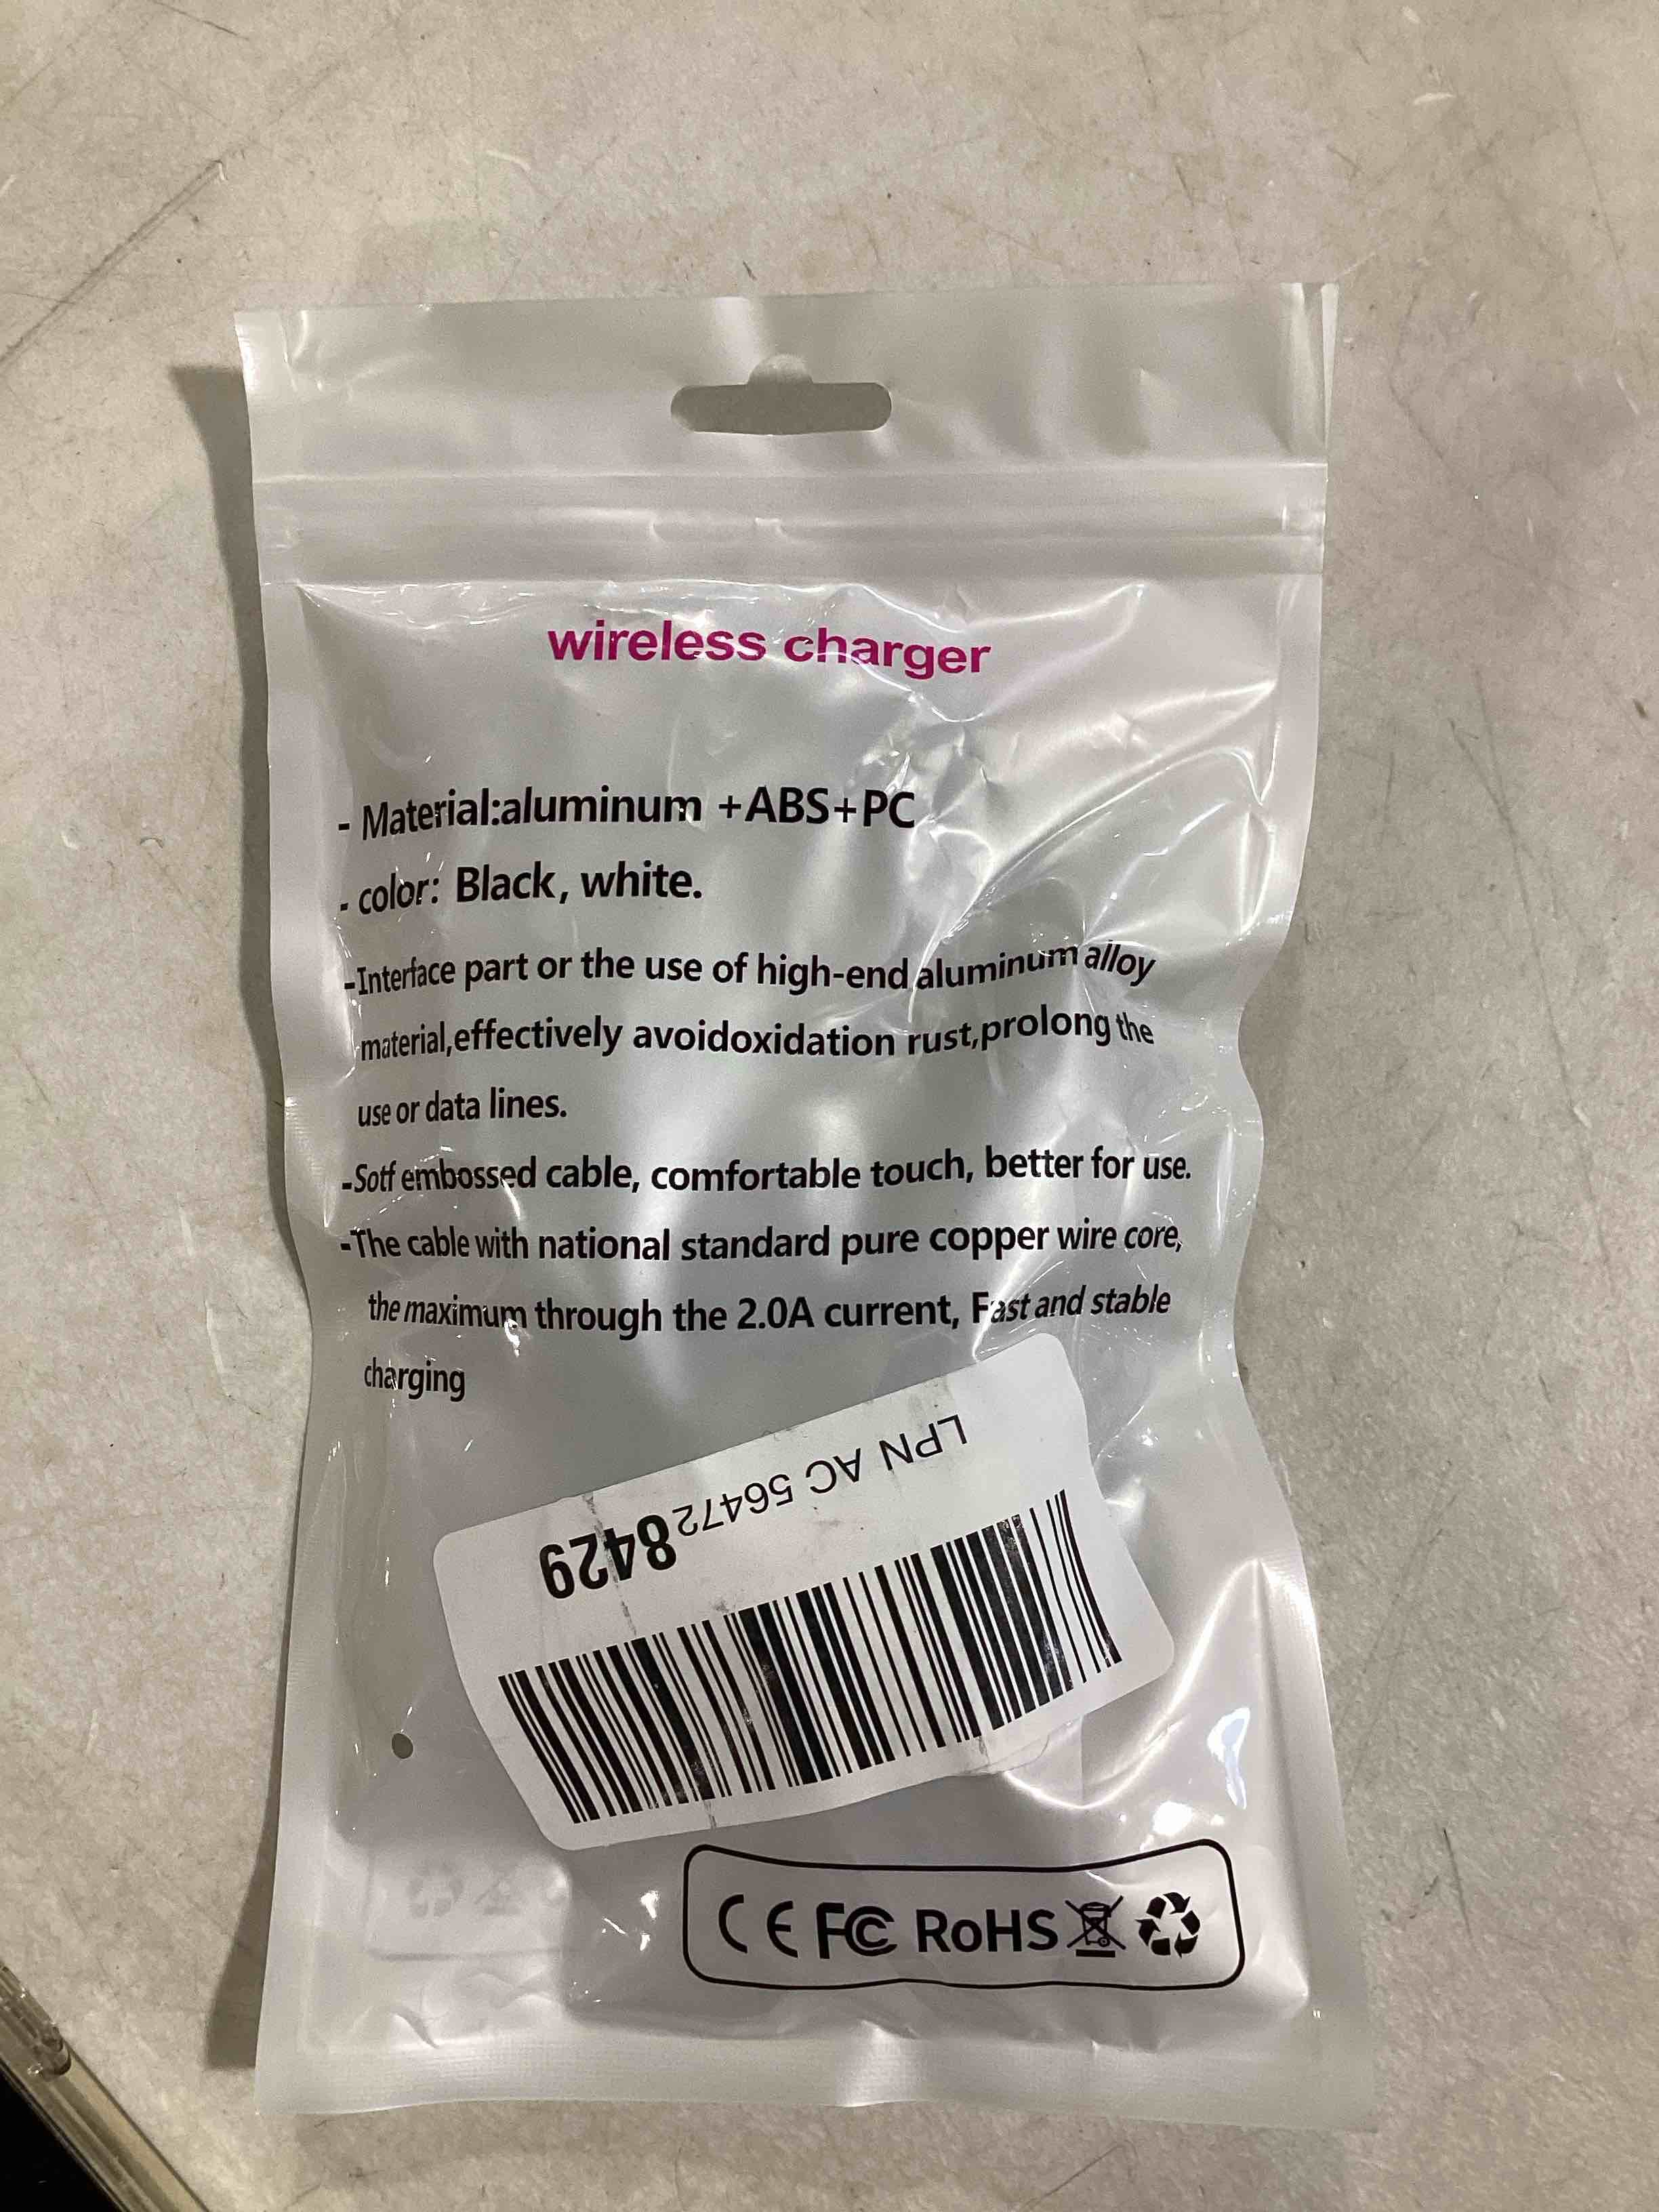 wireless charger
- Material:aluminum +ABS+PC
- color: Black, white.
-Interface part or the use of high-end aluminum alloy
material,effectively avoidoxidation rust,prolong the
use or data lines.
-Sotf embossed cable, comfortable touch, better for use.
-The cable with national standard pure copper wire core,
the maximum through the 2.0A current, Fast and stable
charging
LPN AC 564728429
CE FC RoHS